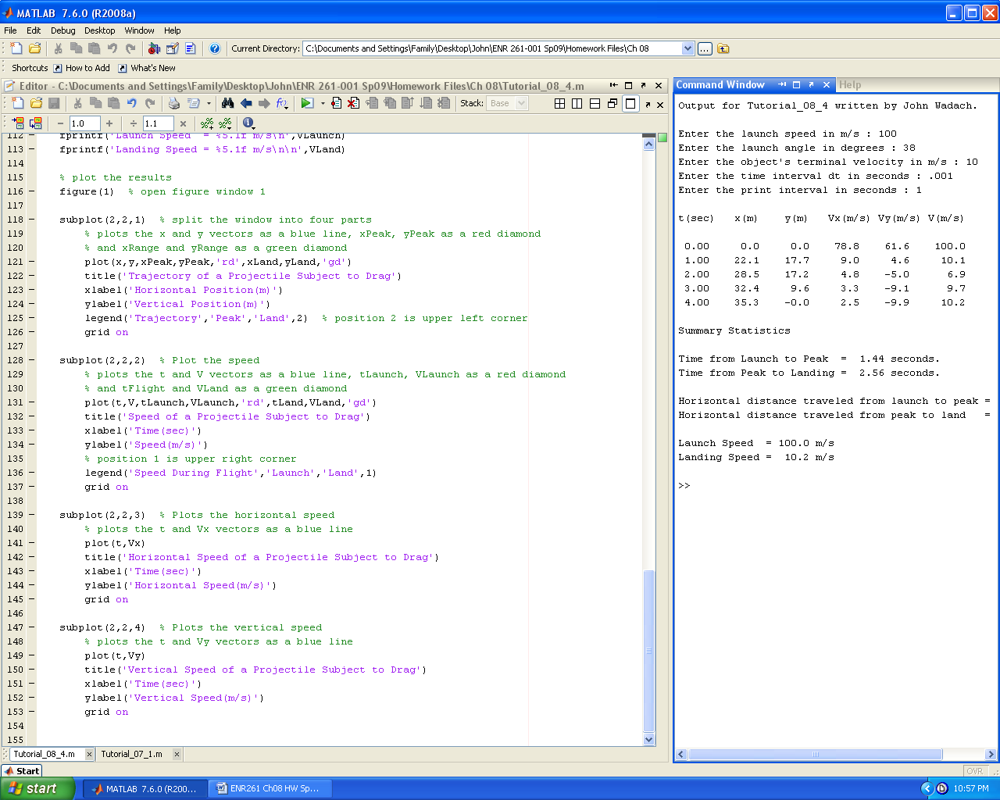 MATLAB 7.6.0 (R2008a)
File Edit Debug Desktop Window Help
Current Directory: C:\Documents and Settings\Family\Desktop\John\ENR 261-001 Sp09\Homework Files\Ch 08
Shortcuts How to Add What's New
Editor - C:\Documents and Settings\Family\Desktop\John\ENR 261-001 Sp09\Homework Files\Ch 08\Tutorial_08_4.m
Stack: Base
1.0 1.1
112 fprintf('Launch Speed  = %5.1f m/s\n',VLaunch)
113 fprintf('Landing Speed = %5.1f m/s\n\n',VLand)
114
115 % plot the results
116 figure(1)  % open figure window 1
117
118 subplot(2,2,1)  % split the window into four parts
119 % plots the x and y vectors as a blue line, xPeak, yPeak as a red diamond
120 % and xRange and yRange as a green diamond
121 plot(x,y,xPeak,yPeak,'rd',xLand,yLand,'gd')
122 title('Trajectory of a Projectile Subject to Drag')
123 xlabel('Horizontal Position(m)')
124 ylabel('Vertical Position(m)')
125 legend('Trajectory','Peak','Land',2)  % position 2 is upper left corner
126 grid on
127
128 subplot(2,2,2)  % Plot the speed
129 % plots the t and V vectors as a blue line, tLaunch, VLaunch as a red diamond
130 % and tFlight and VLand as a green diamond
131 plot(t,V,tLaunch,VLaunch,'rd',tLand,VLand,'gd')
132 title('Speed of a Projectile Subject to Drag')
133 xlabel('Time(sec)')
134 ylabel('Speed(m/s)')
135 % position 1 is upper right corner
136 legend('Speed During Flight','Launch','Land',1)
137 grid on
138
139 subplot(2,2,3)  % Plots the horizontal speed
140 % plots the t and Vx vectors as a blue line
141 plot(t,Vx)
142 title('Horizontal Speed of a Projectile Subject to Drag')
143 xlabel('Time(sec)')
144 ylabel('Horizontal Speed(m/s)')
145 grid on
146
147 subplot(2,2,4)  % Plots the vertical speed
148 % plots the t and Vy vectors as a blue line
149 plot(t,Vy)
150 title('Vertical Speed of a Projectile Subject to Drag')
151 xlabel('Time(sec)')
152 ylabel('Vertical Speed(m/s)')
153 grid on
154
155
Tutorial_08_4.m Tutorial_07_1.m
Command Window Help
Output for Tutorial_08_4 written by John Wadach.
Enter the launch speed in m/s : 100
Enter the launch angle in degrees : 38
Enter the object's terminal velocity in m/s : 10
Enter the time interval dt in seconds : .001
Enter the print interval in seconds : 1
t(sec) x(m) y(m) Vx(m/s) Vy(m/s) V(m/s)
0.00 0.0 0.0 78.8 61.6 100.0
1.00 22.1 17.7 9.0 4.6 10.1
2.00 28.5 17.2 4.8 -5.0 6.9
3.00 32.4 9.6 3.3 -9.1 9.7
4.00 35.3 -0.0 2.5 -9.9 10.2
Summary Statistics
Time from Launch to Peak  =  1.44 seconds.
Time from Peak to Landing =  2.56 seconds.
Horizontal distance traveled from launch to peak =
Horizontal distance traveled from peak to land   =
Launch Speed  = 100.0 m/s
Landing Speed =  10.2 m/s
>>
Start
OVR
start MATLAB 7.6.0 (R200... ENR261 Ch08 HW Sp... 10:57 PM